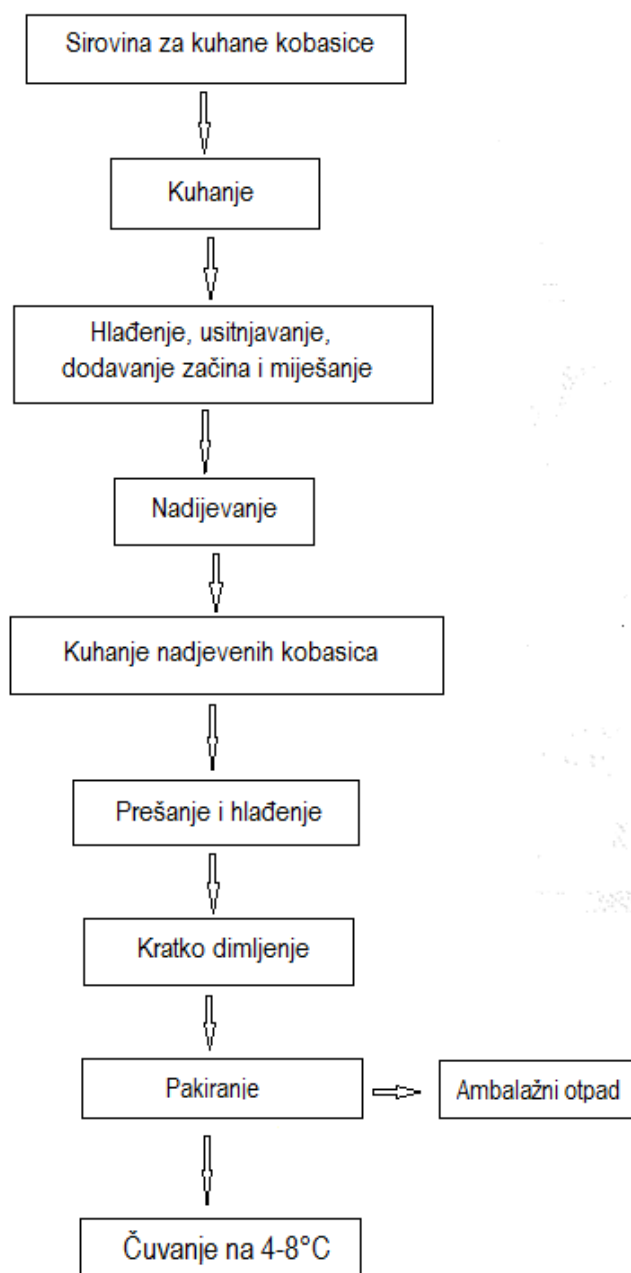 Sirovina za kuhane kobasice
Kuhanje
Hlađenje, usitnjavanje,
dodavanje začina i miješanje
Nadijevanje
Kuhanje nadjevenih kobasica
Prešanje i hlađenje
Kratko dimljenje
Pakiranje
Ambalažni otpad
Čuvanje na 4-8°C